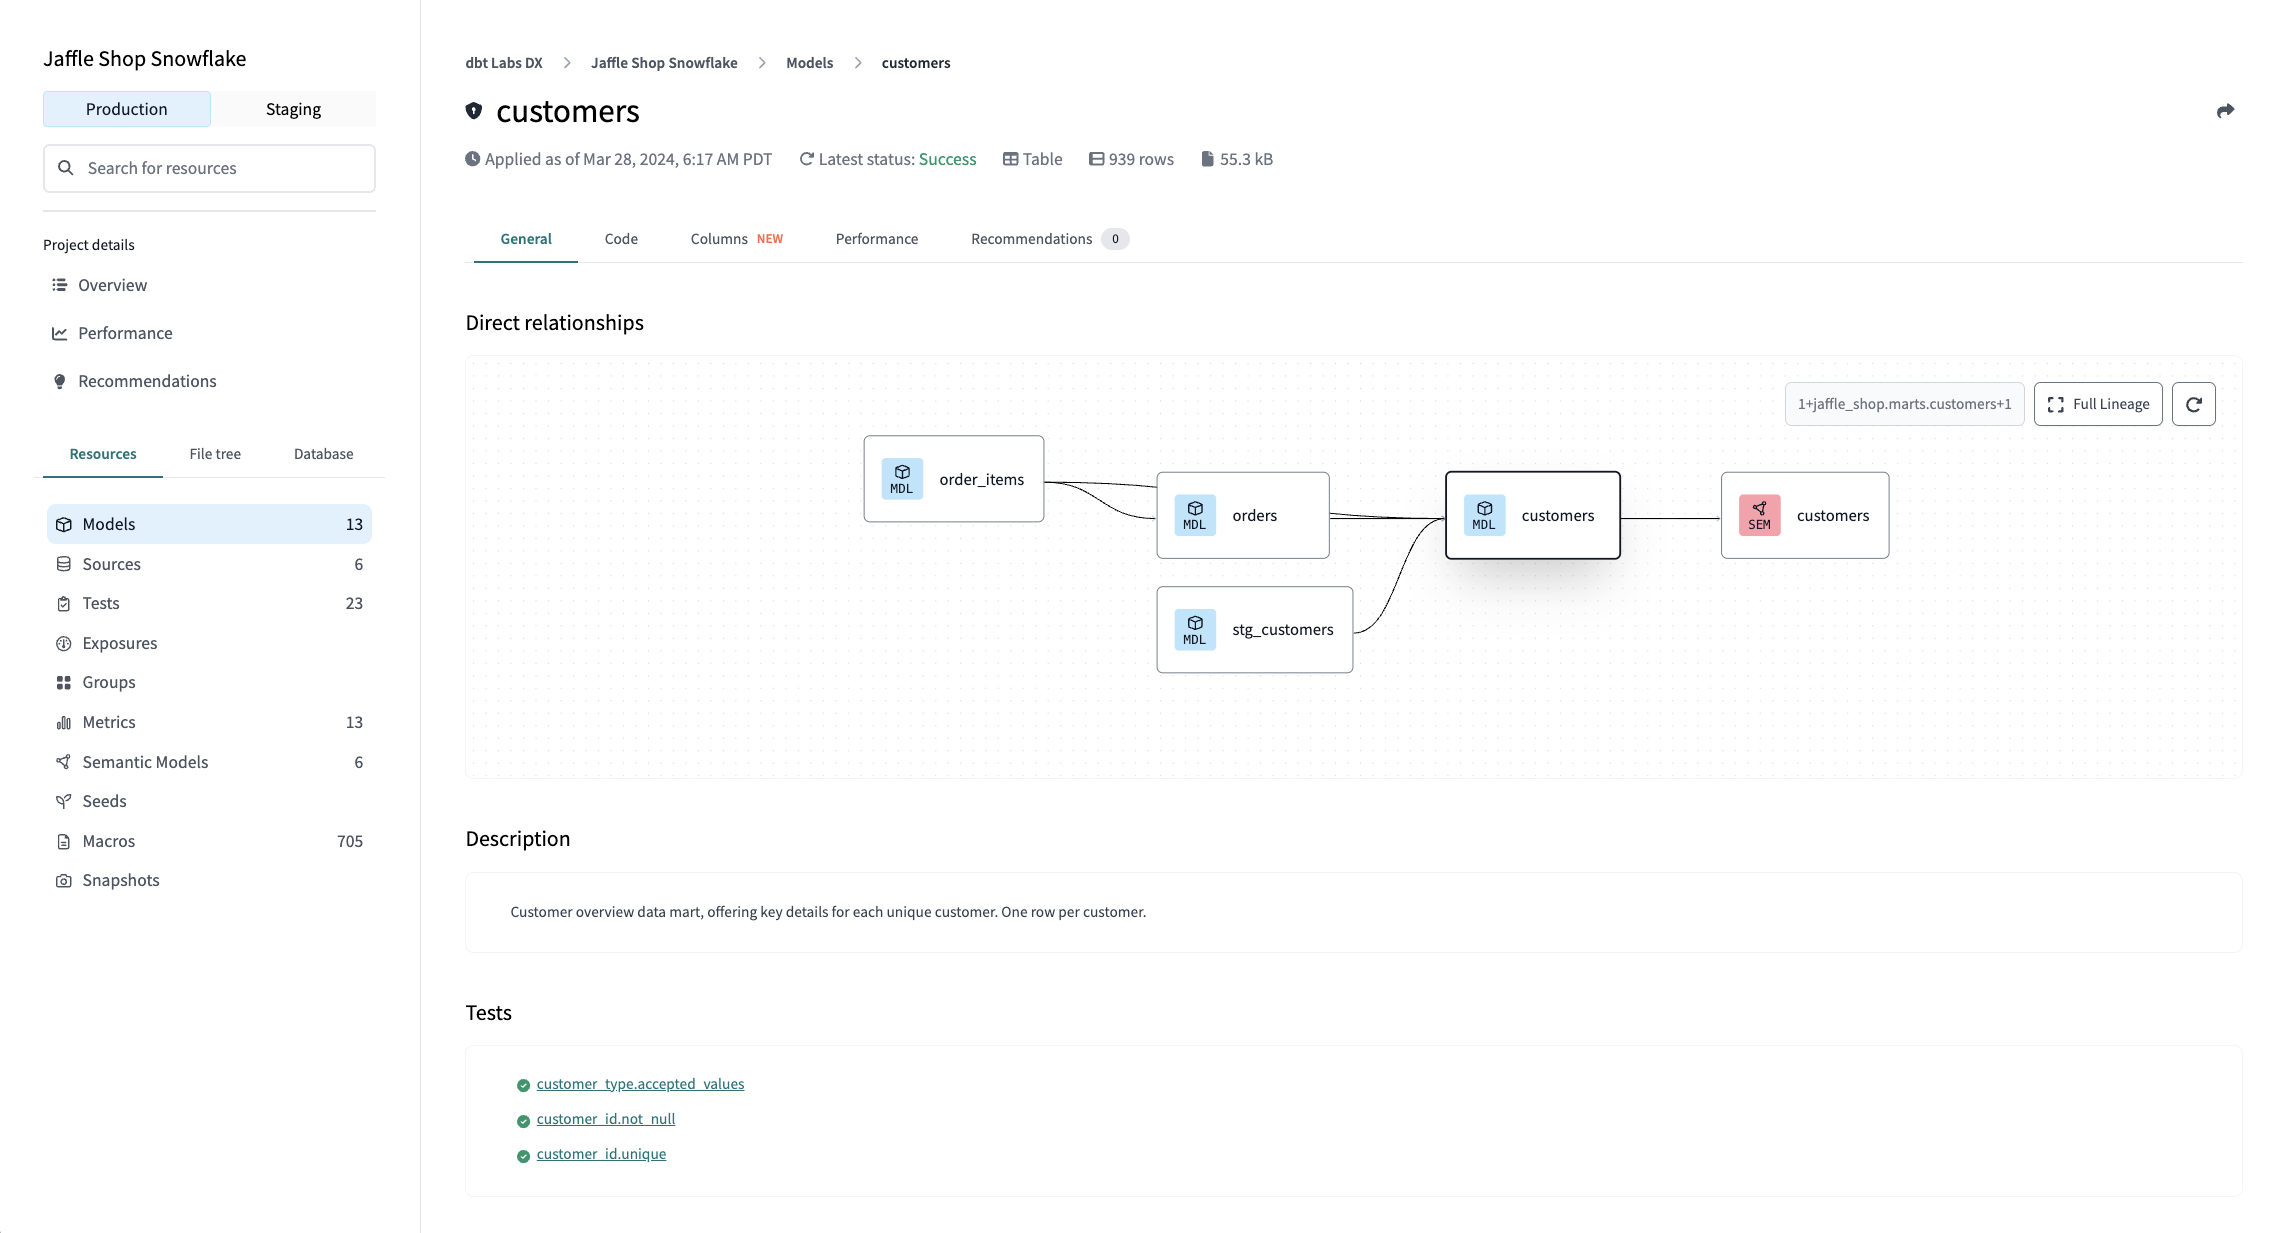 Jaffle Shop Snowflake
Production
Staging
Search for resources
Project details
Overview
Performance
Recommendations
Resources
File tree
Database
Models 13
Sources 6
Tests 23
Exposures
Groups
Metrics 13
Semantic Models 6
Seeds
Macros 705
Snapshots
dbt Labs DX
Jaffle Shop Snowflake
Models
customers
customers
Applied as of Mar 28, 2024, 6:17 AM PDT
Latest status: Success
Table
939 rows
55.3 kB
General
Code
Columns NEW
Performance
Recommendations 0
Direct relationships
1+jaffle_shop.marts.customers+1
Full Lineage
MDL order_items
MDL orders
MDL customers
SEM customers
MDL stg_customers
Description
Customer overview data mart, offering key details for each unique customer. One row per customer.
Tests
customer_type.accepted_values
customer_id.not_null
customer_id.unique